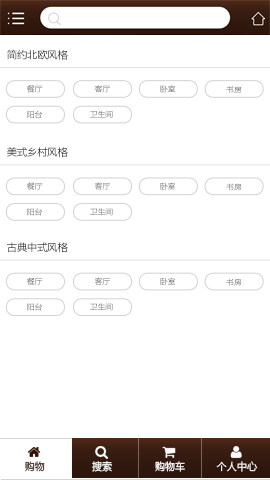 简约北欧风格
餐厅 客厅 卧室 书房
阳台 卫生间
美式乡村风格
餐厅 客厅 卧室 书房
阳台 卫生间
古典中式风格
餐厅 客厅 卧室 书房
阳台 卫生间
购物 搜索 购物车 个人中心